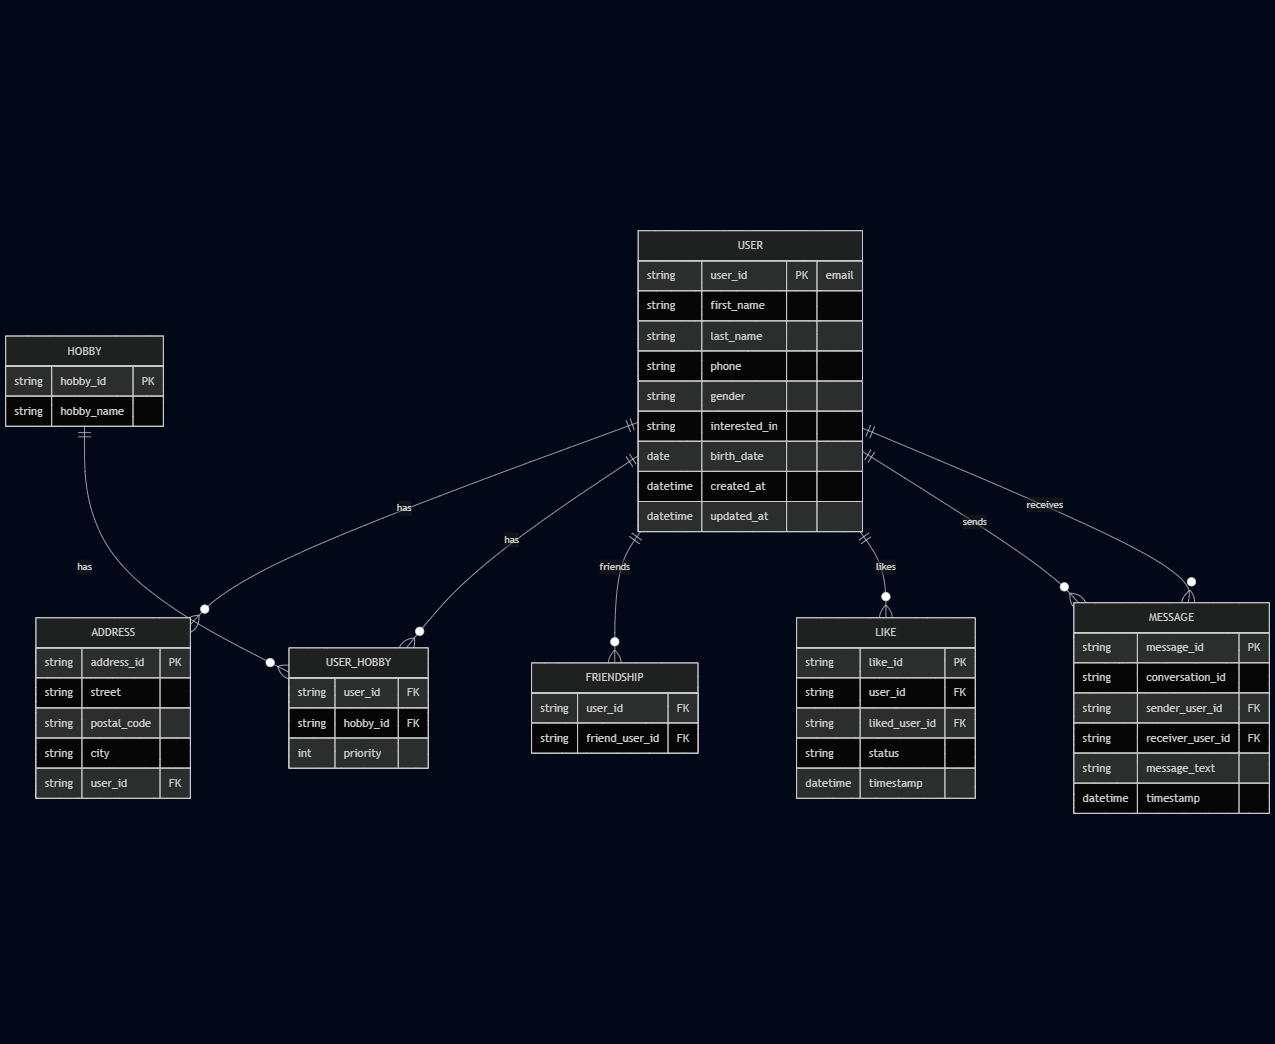 USER
string user_id PK email
string first_name
string last_name
string phone
string gender
string interested_in
date birth_date
datetime created_at
datetime updated_at
HOBBY
string hobby_id PK
string hobby_name
has
has
has
friends
likes
sends
receives
ADDRESS
string address_id PK
string street
string postal_code
string city
string user_id FK
USER_HOBBY
string user_id FK
string hobby_id FK
int priority
FRIENDSHIP
string user_id FK
string friend_user_id FK
LIKE
string like_id PK
string user_id FK
string liked_user_id FK
string status
datetime timestamp
MESSAGE
string message_id PK
string conversation_id
string sender_user_id FK
string receiver_user_id FK
string message_text
datetime timestamp